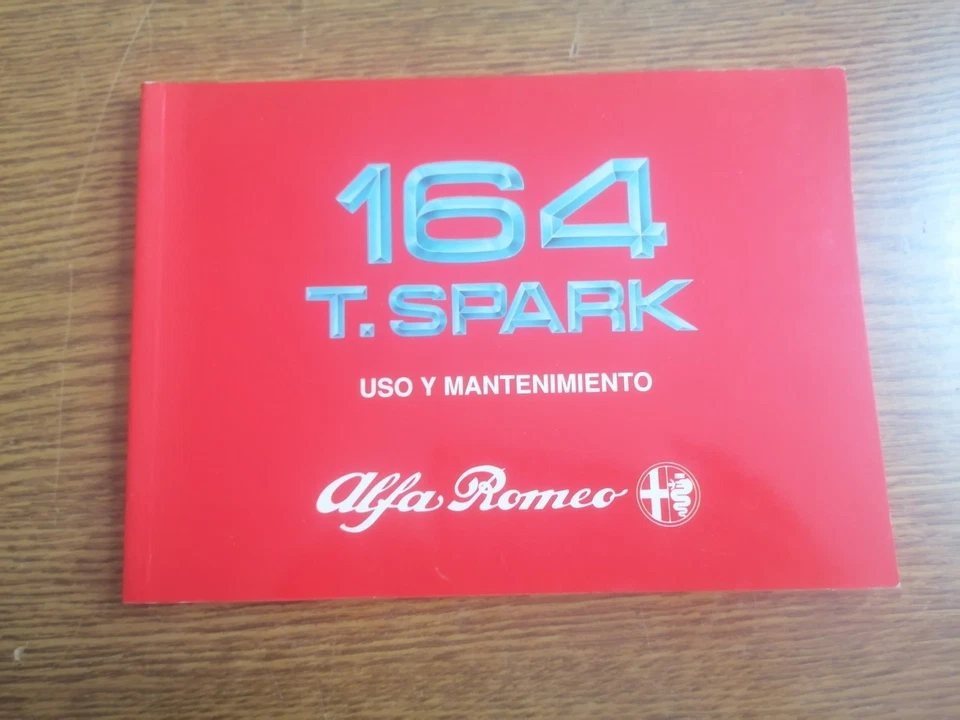 164
T. SPARK
USO Y MANTENIMIENTO
Alfa Romeo